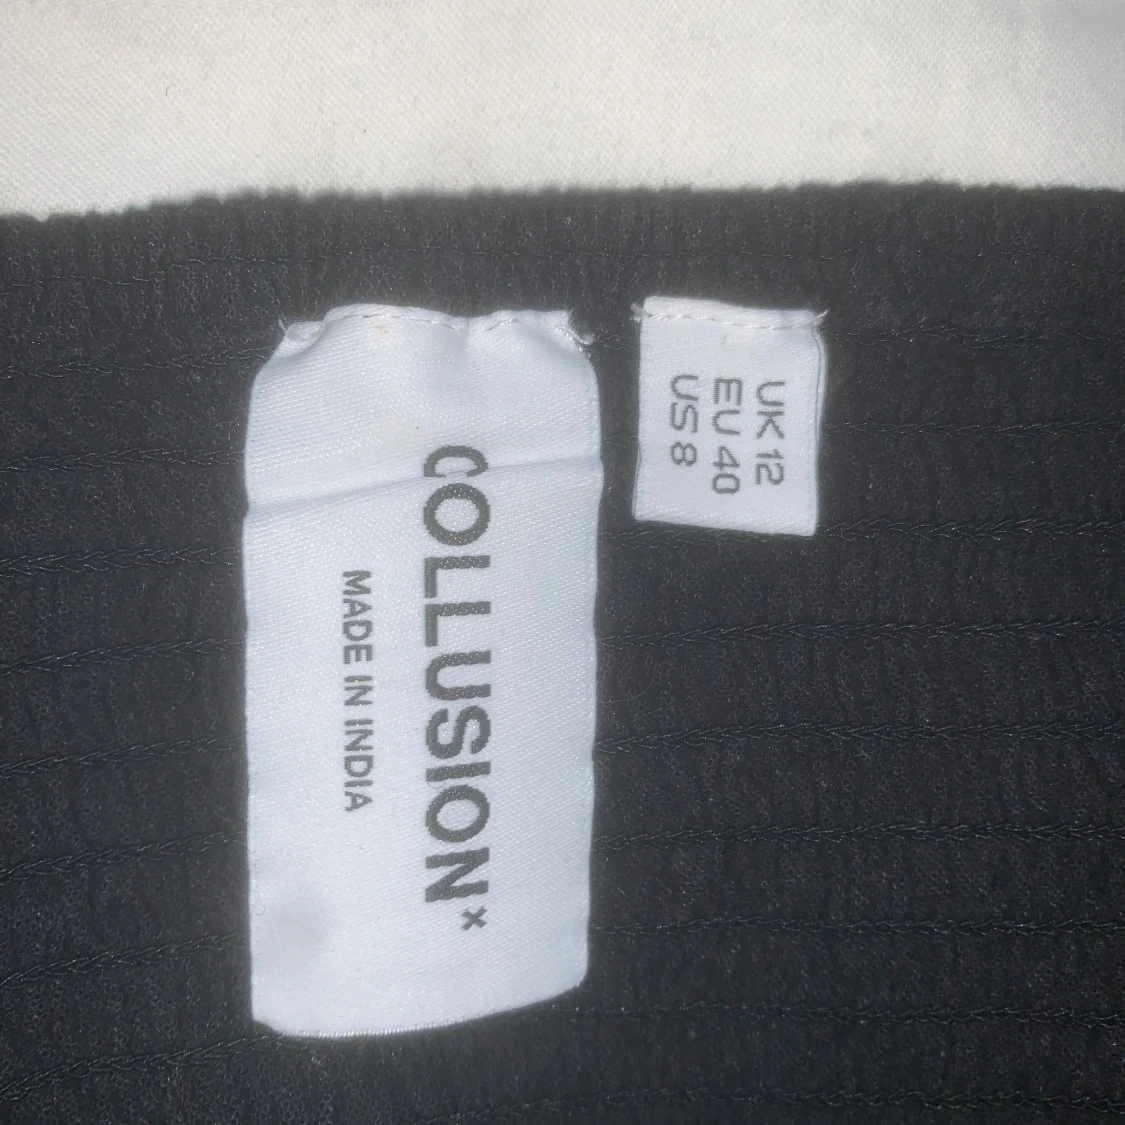 COLLUSION×
MADE IN INDIA
UK 12
EU 40
US 8